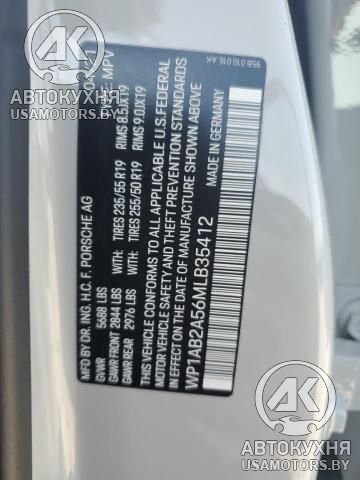 95B.010.016 AK
MFD BY DR. ING. H.C. F. PORSCHE AG
GVWR 5688 LBS
GAWR FRONT 2844 LBS WITH: TIRES 235/55 R19 RIMS 8.5JX19
GAWR REAR 2976 LBS WITH: TIRES 255/50 R19 RIMS 9.0JX19
THIS VEHICLE CONFORMS TO ALL APPLICABLE U.S. FEDERAL
MOTOR VEHICLE SAFETY AND THEFT PREVENTION STANDARDS
IN EFFECT ON THE DATE OF MANUFACTURE SHOWN ABOVE
WP1AB2A56MLB35412 MADE IN GERMANY
MPV
АК
АВТОКУХНЯ
USAMOTORS.BY
АК
АВТОКУХНЯ
USAMOTORS.BY